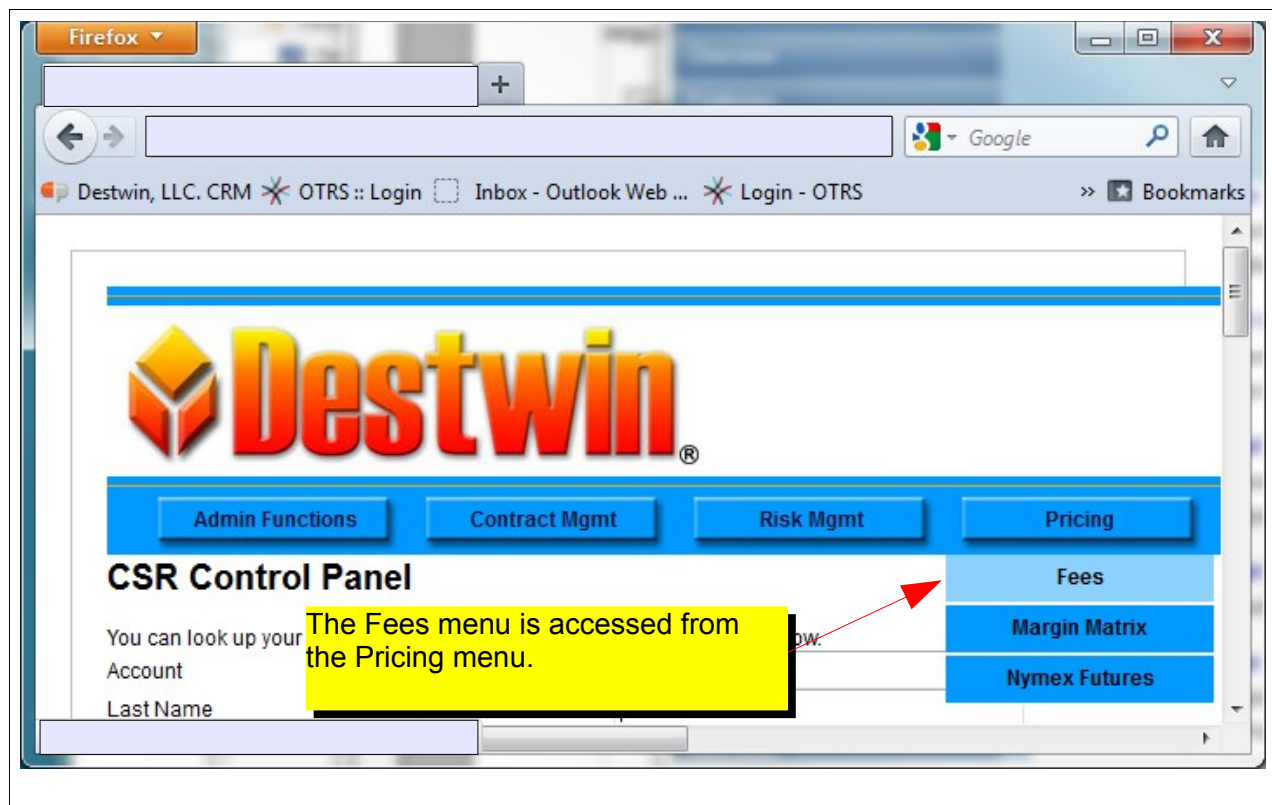 Firefox
Google
Destwin, LLC. CRM OTRS :: Login Inbox - Outlook Web ... Login - OTRS » Bookmarks
Destwin®
Admin Functions Contract Mgmt Risk Mgmt Pricing
CSR Control Panel
Fees
Margin Matrix
Nymex Futures
The Fees menu is accessed from
the Pricing menu.
You can look up your
Account
Last Name